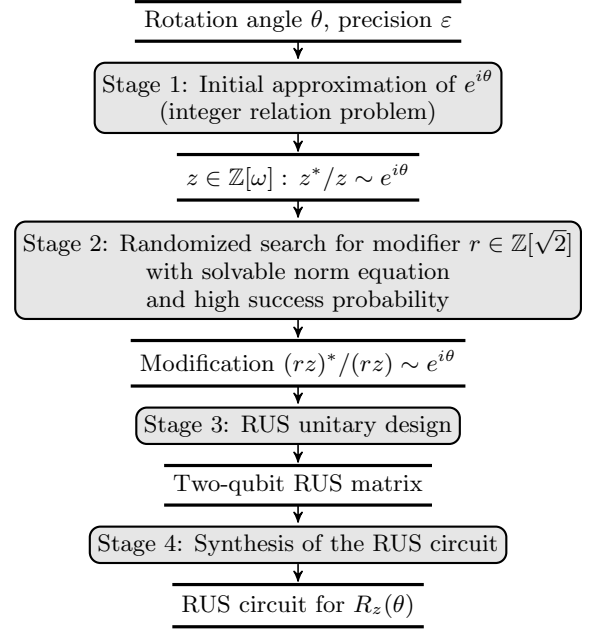 Rotation angle θ, precision ε
Stage 1: Initial approximation of e^{iθ}
(integer relation problem)
z ∈ ℤ[ω] : z*/z ∼ e^{iθ}
Stage 2: Randomized search for modifier r ∈ ℤ[√2]
with solvable norm equation
and high success probability
Modification (rz)*/(rz) ∼ e^{iθ}
Stage 3: RUS unitary design
Two-qubit RUS matrix
Stage 4: Synthesis of the RUS circuit
RUS circuit for R_z(θ)